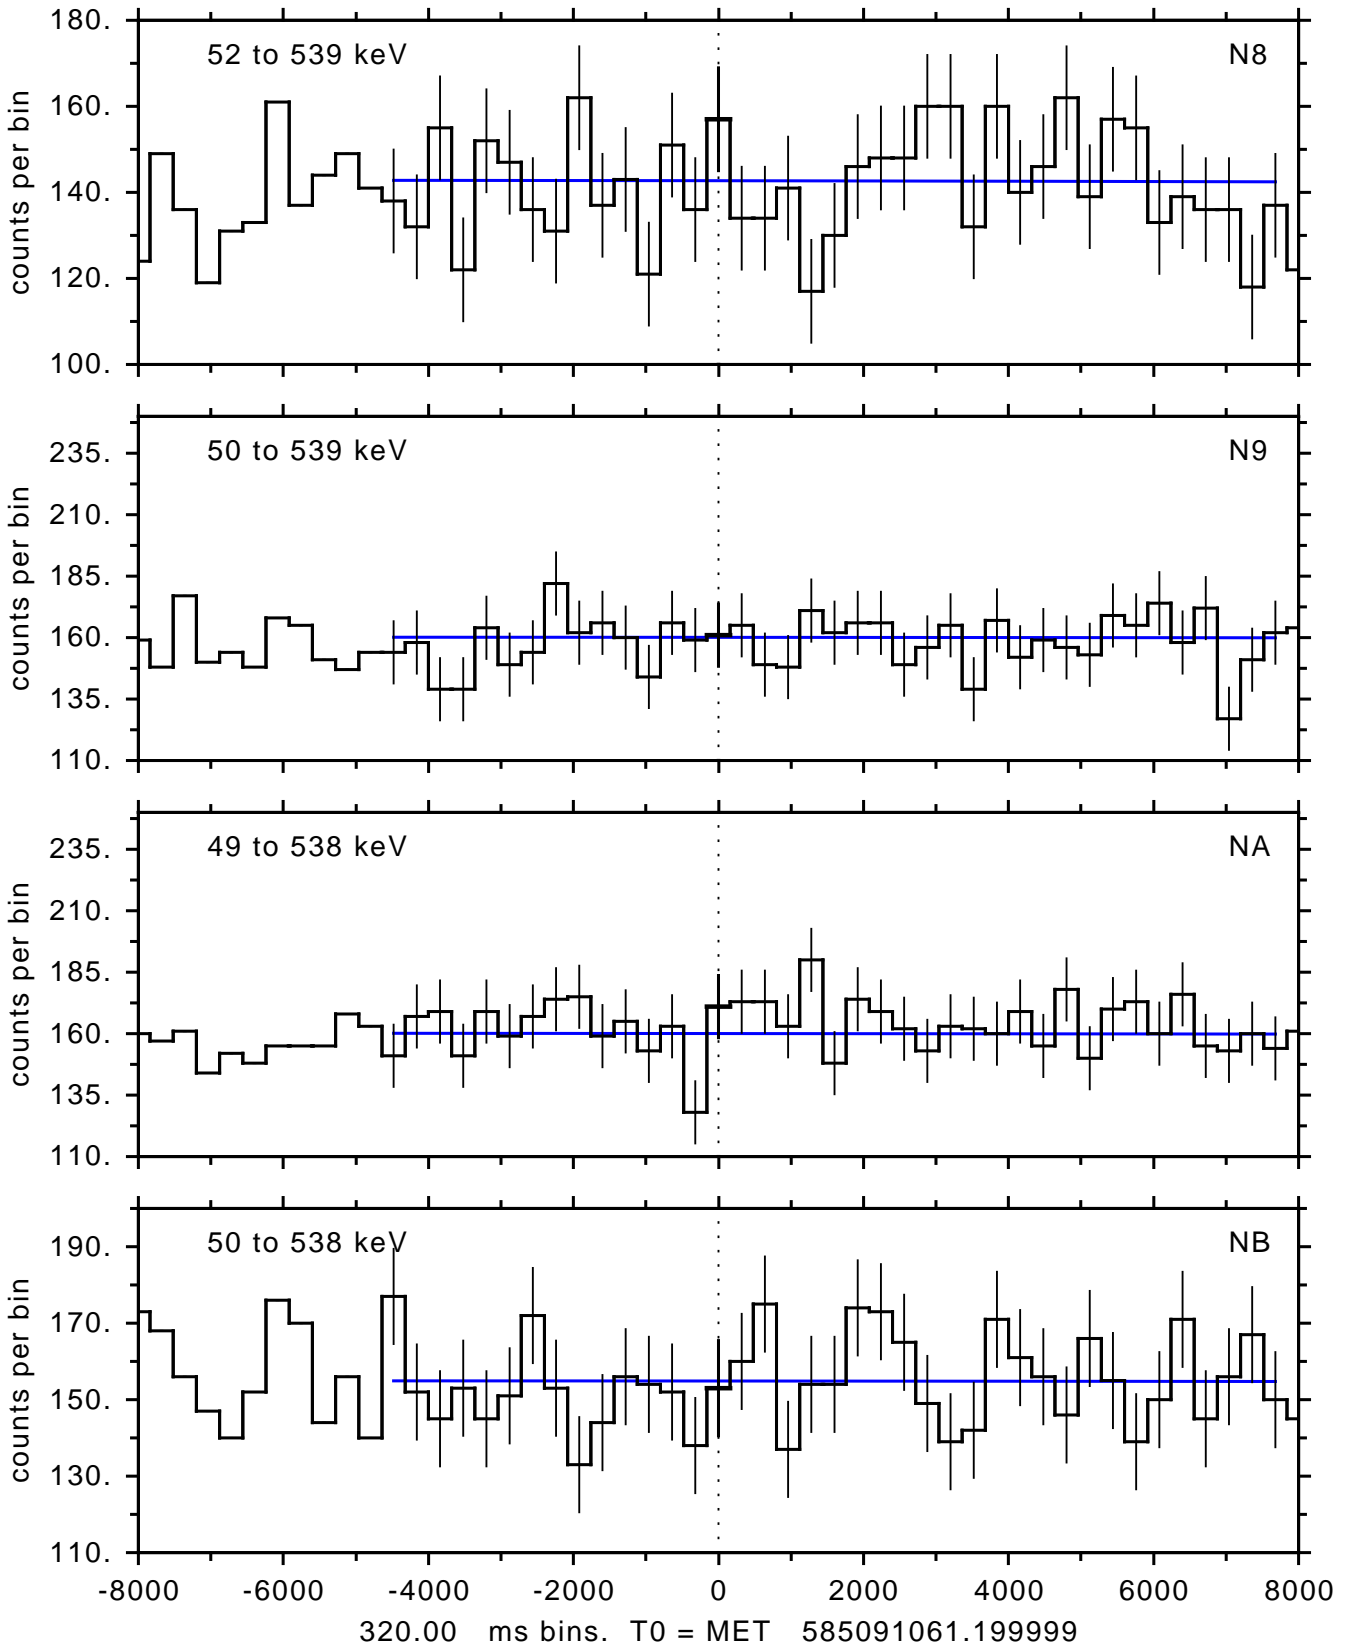 180.
52 to 539 keV N8
160.
140.
120.
100.
counts per bin
50 to 539 keV N9
235.
210.
185.
160.
135.
110.
counts per bin
49 to 538 keV NA
235.
210.
185.
160.
135.
110.
counts per bin
50 to 538 keV NB
190.
170.
150.
130.
110.
counts per bin
-8000 -6000 -4000 -2000 0 2000 4000 6000 8000
320.00 ms bins. T0 = MET 585091061.199999